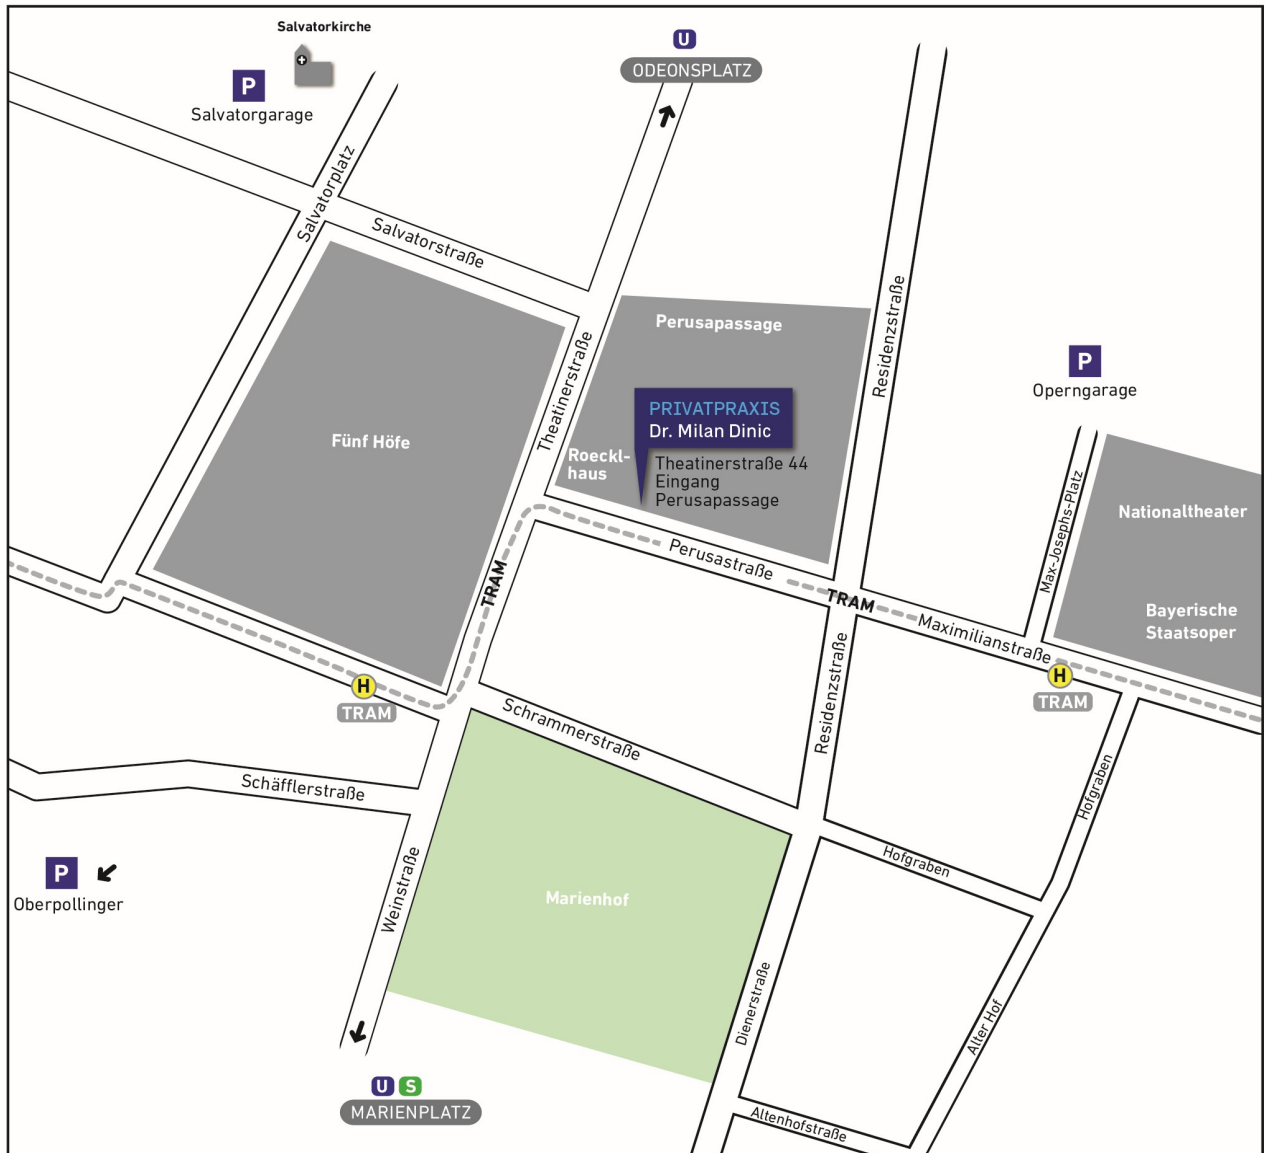 Salvatorkirche
U
ODEONSPLATZ
P
Salvatorgarage
Salvatorplatz
Salvatorstraße
Theatinerstraße
Perusapassage
Residenzstraße
P
Operngarage
PRIVATPRAXIS
Dr. Milan Dinic
Fünf Höfe
Roeckl-
haus
Theatinerstraße 44
Eingang
Perusapassage
Max-Josephs-Platz
Nationaltheater
Perusastraße
TRAM
TRAM
Bayerische
Staatsoper
Maximilianstraße
Residenzstraße
H
TRAM
H
TRAM
Schrammerstraße
Schäfflerstraße
Hofgraben
Hofgraben
P
Oberpollinger
Weinstraße
Marienhof
Dienerstraße
Alter Hof
U S
MARIENPLATZ
Altenhofstraße